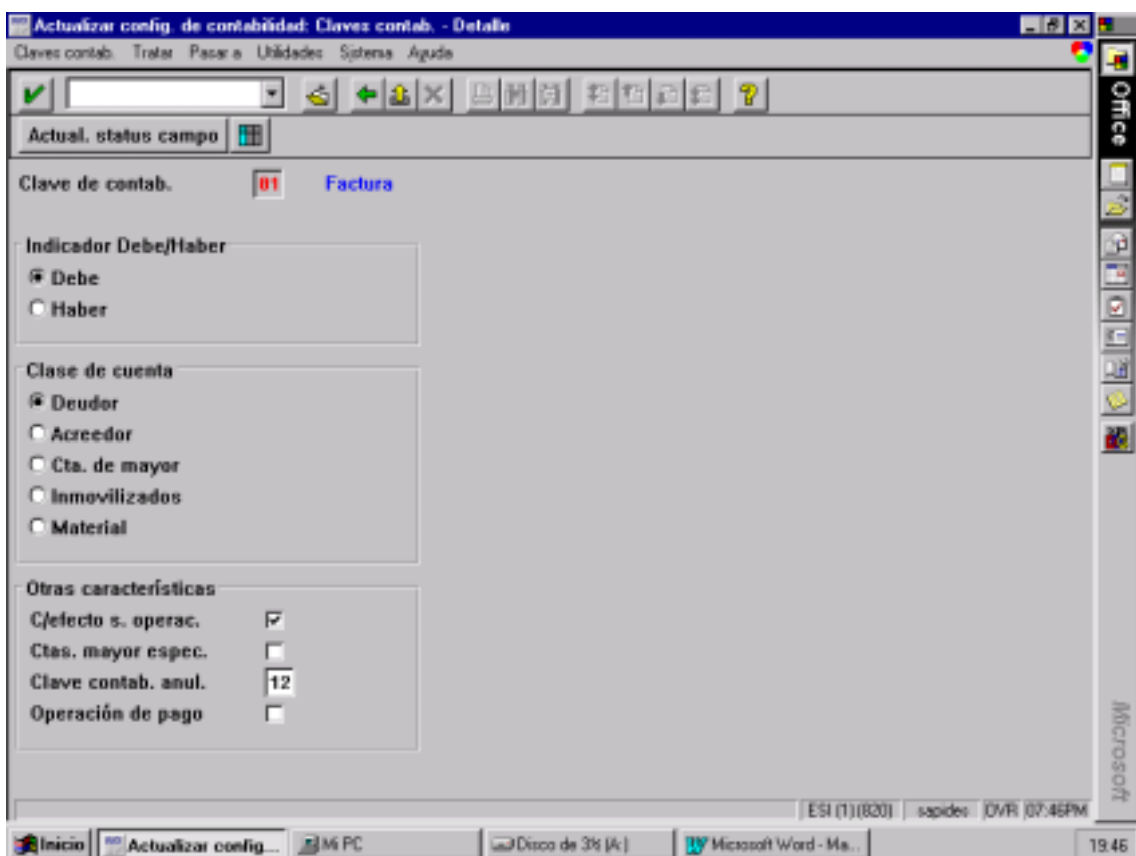 Actualizar config. de contabilidad: Claves contab. - Detalle
Claves contab. Tratar Pasar a Utilidades Sistema Ayuda
Actual. status campo
Clave de contab. 01 Factura
Indicador Debe/Haber
Debe
Haber
Clase de cuenta
Deudor
Acreedor
Cta. de mayor
Inmovilizados
Material
Otras características
C/efecto s. operac.
Ctas. mayor espec.
Clave contab. anul. 12
Operación de pago
ESI (1) (820) sapides OVR 07:46PM
Inicio Actualizar config... Mi PC Disco de 3½ (A:) Microsoft Word - Ma... 19:46
Office
Microsoft